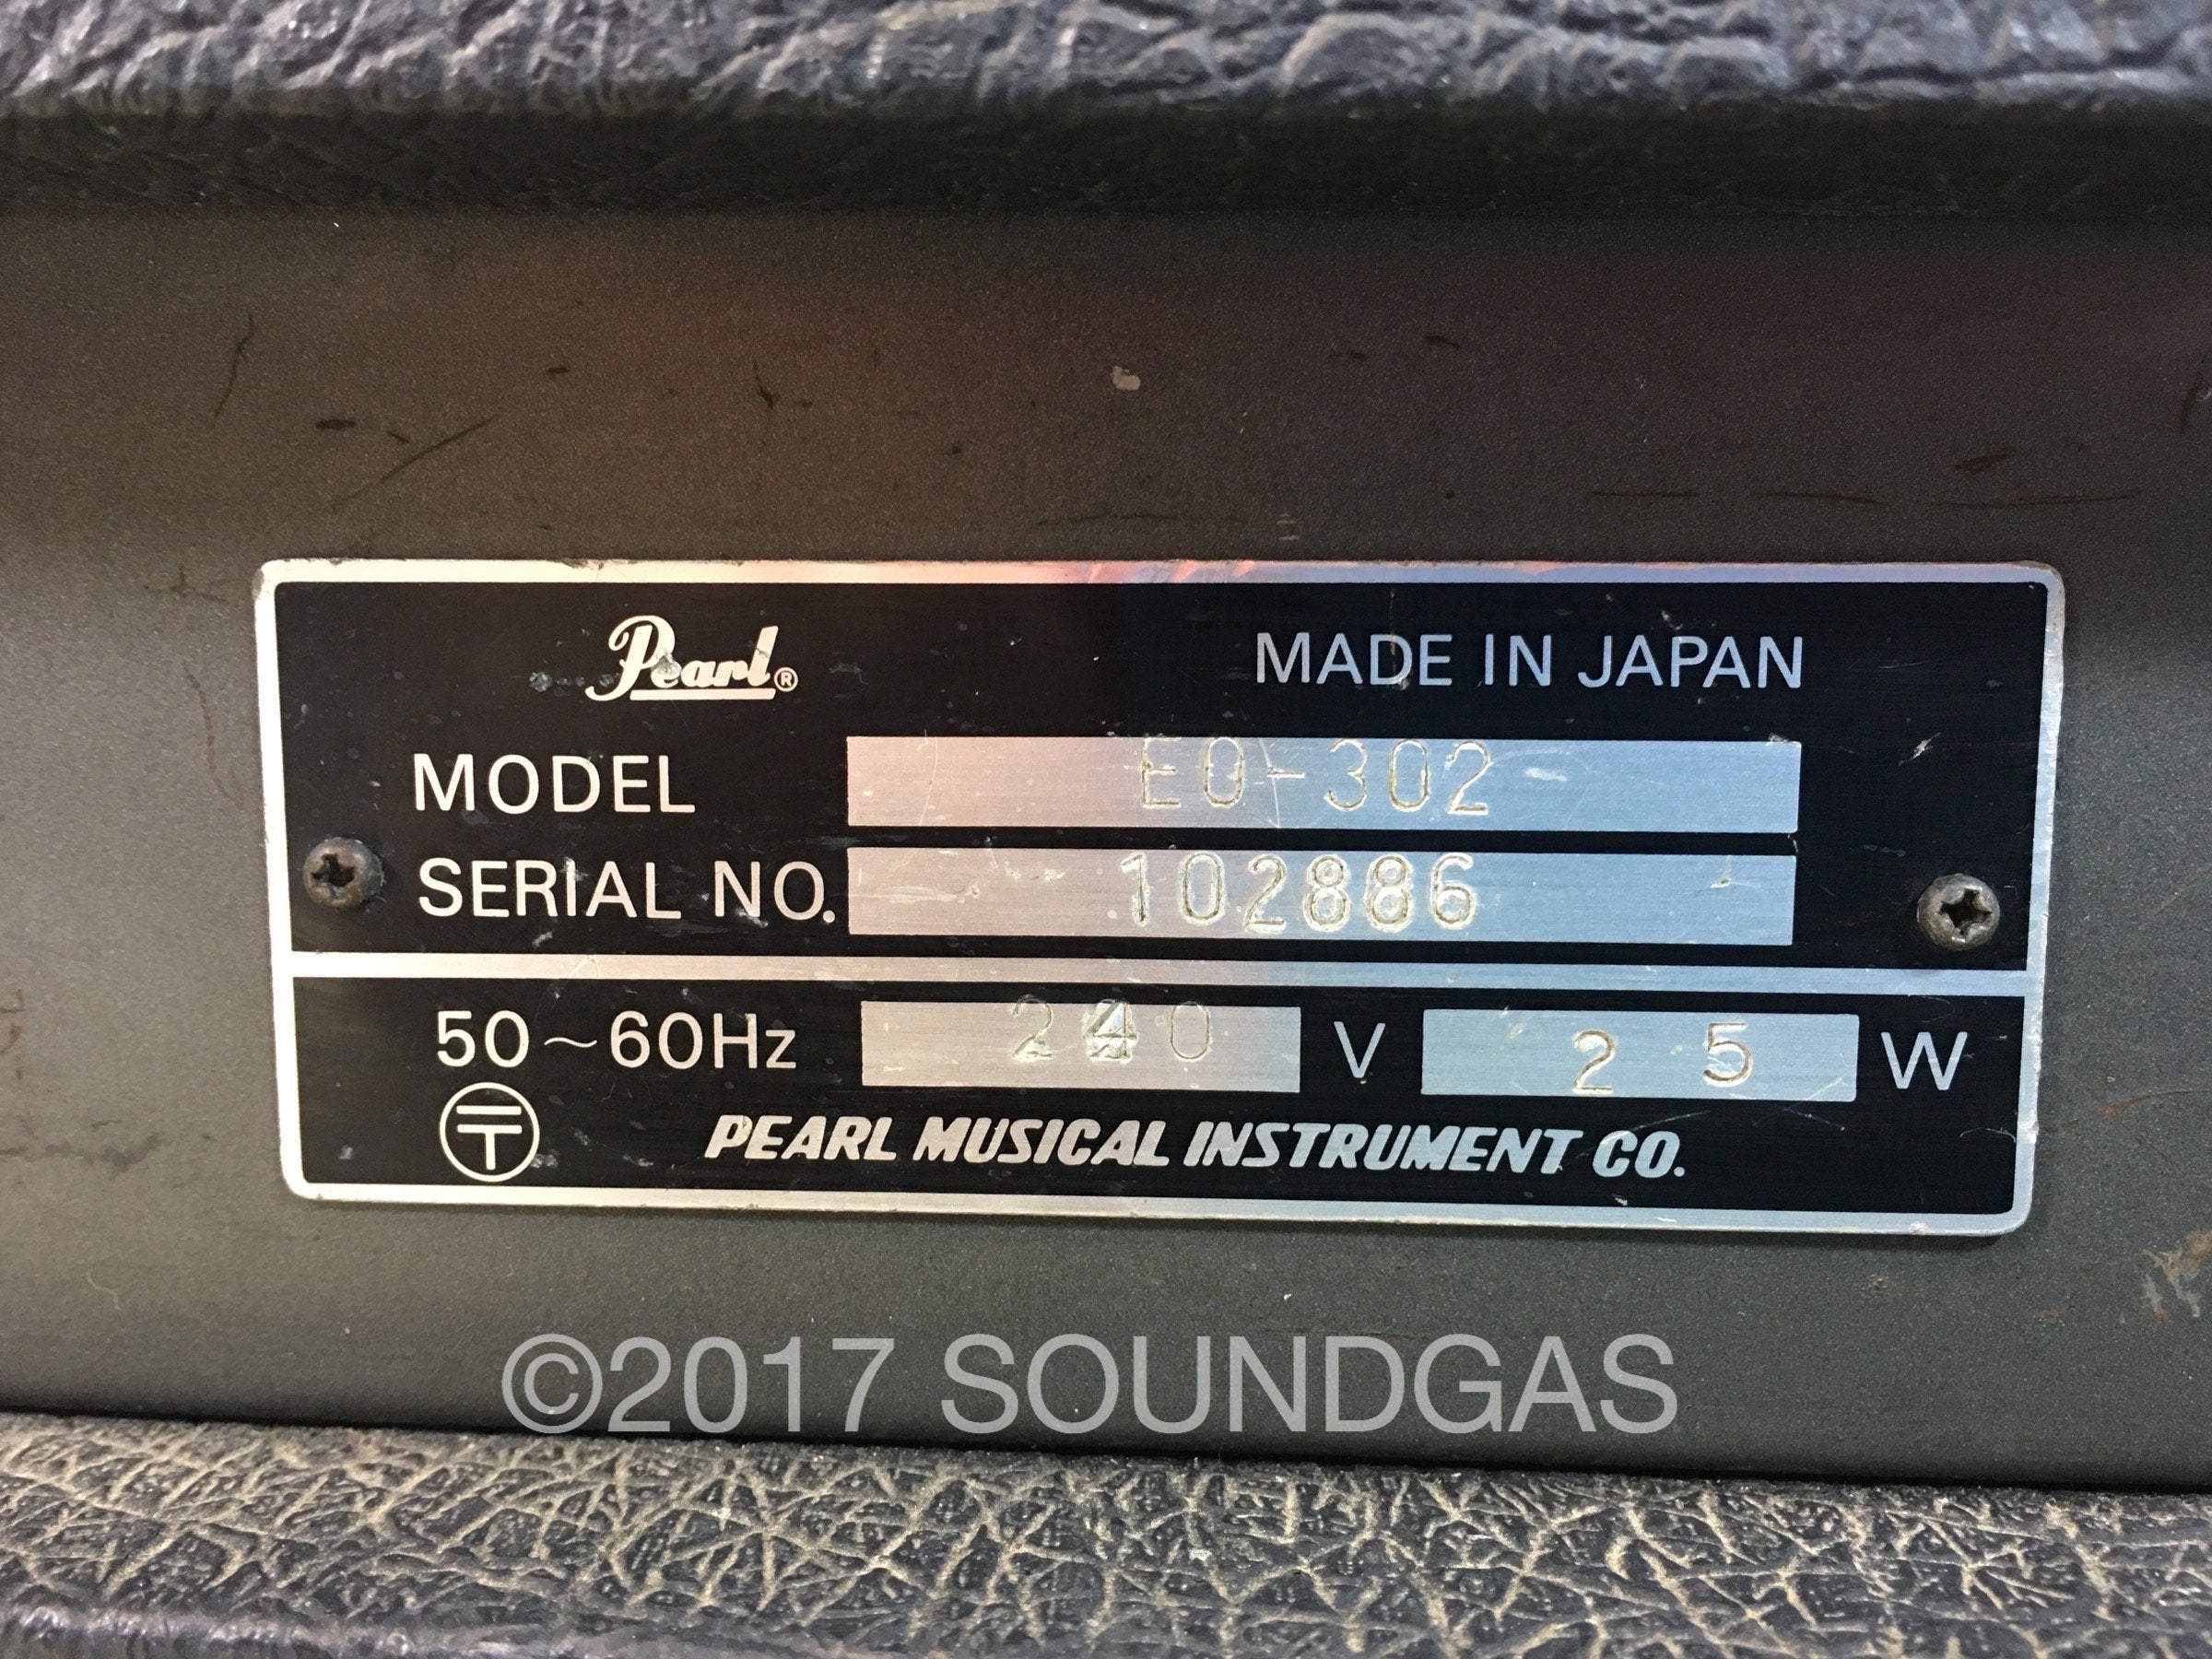 Pearl® MADE IN JAPAN
MODEL EO-302
SERIAL NO. 102886
50~60Hz 240 V 25 W
PEARL MUSICAL INSTRUMENT CO.
©2017 SOUNDGAS